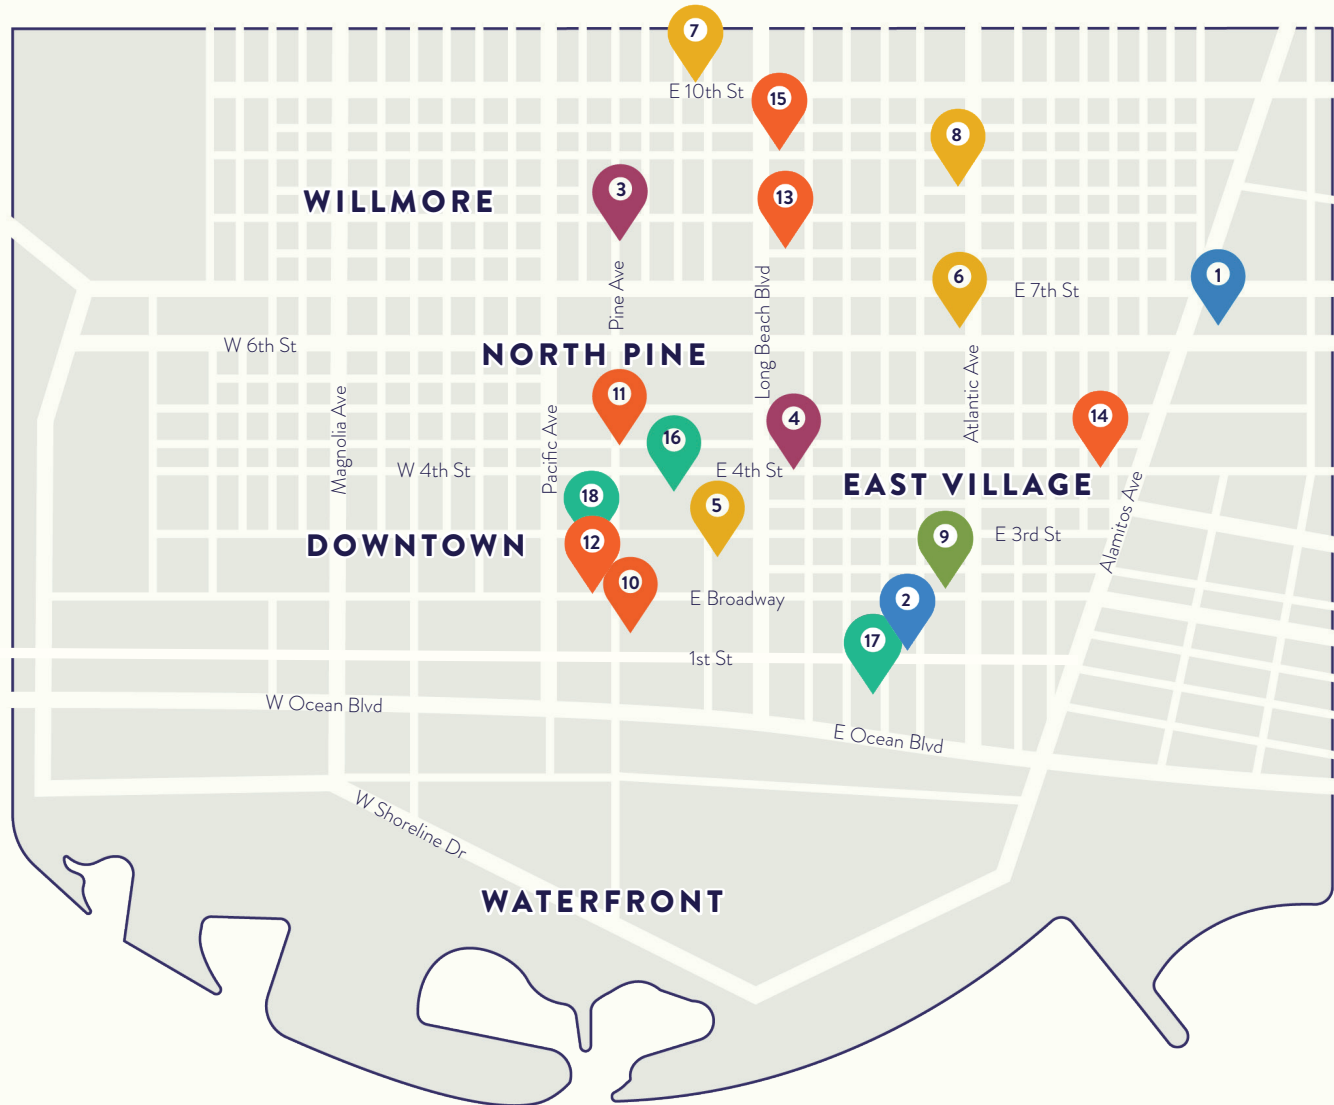 7
E 10th St
15
8
3
WILLMORE
13
1
6
Pine Ave
Long Beach Blvd
E 7th St
W 6th St
NORTH PINE
Magnolia Ave
Pacific Ave
Atlantic Ave
11
4
14
16
W 4th St
E 4th St
EAST VILLAGE
Alamitos Ave
18
5
DOWNTOWN
12
9
E 3rd St
10
E Broadway
2
17
1st St
W Ocean Blvd
E Ocean Blvd
W Shoreline Dr
WATERFRONT